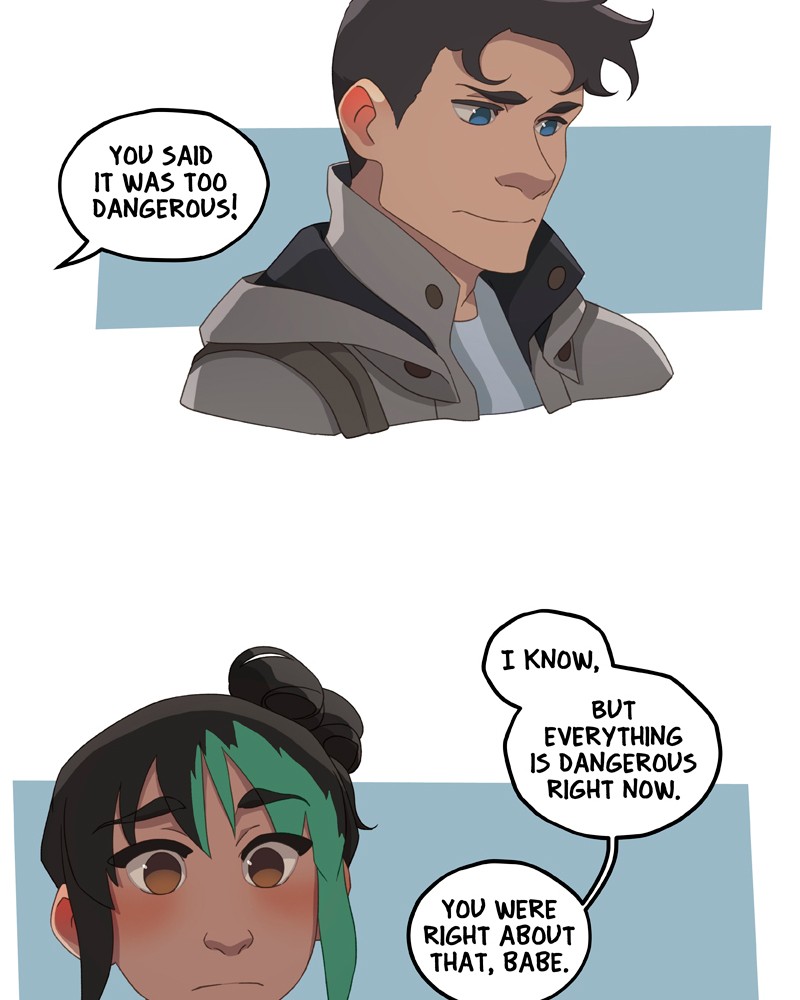 YOU SAID
IT WAS TOO
DANGEROUS!
I KNOW,
BUT
EVERYTHING
IS DANGEROUS
RIGHT NOW.
YOU WERE
RIGHT ABOUT
THAT, BABE.